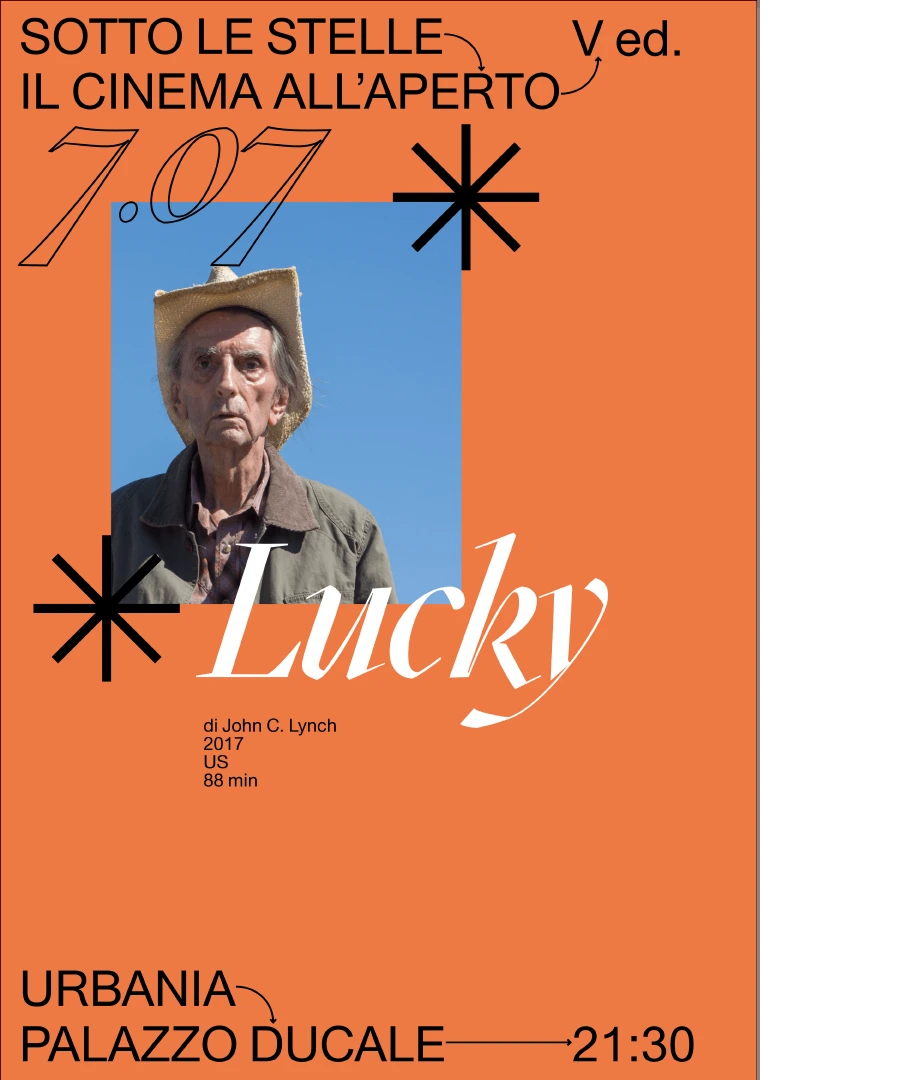 SOTTO LE STELLE
IL CINEMA ALL’APERTO
V ed.
7.07
Lucky
di John C. Lynch
2017
US
88 min
URBANIA
PALAZZO DUCALE
21:30